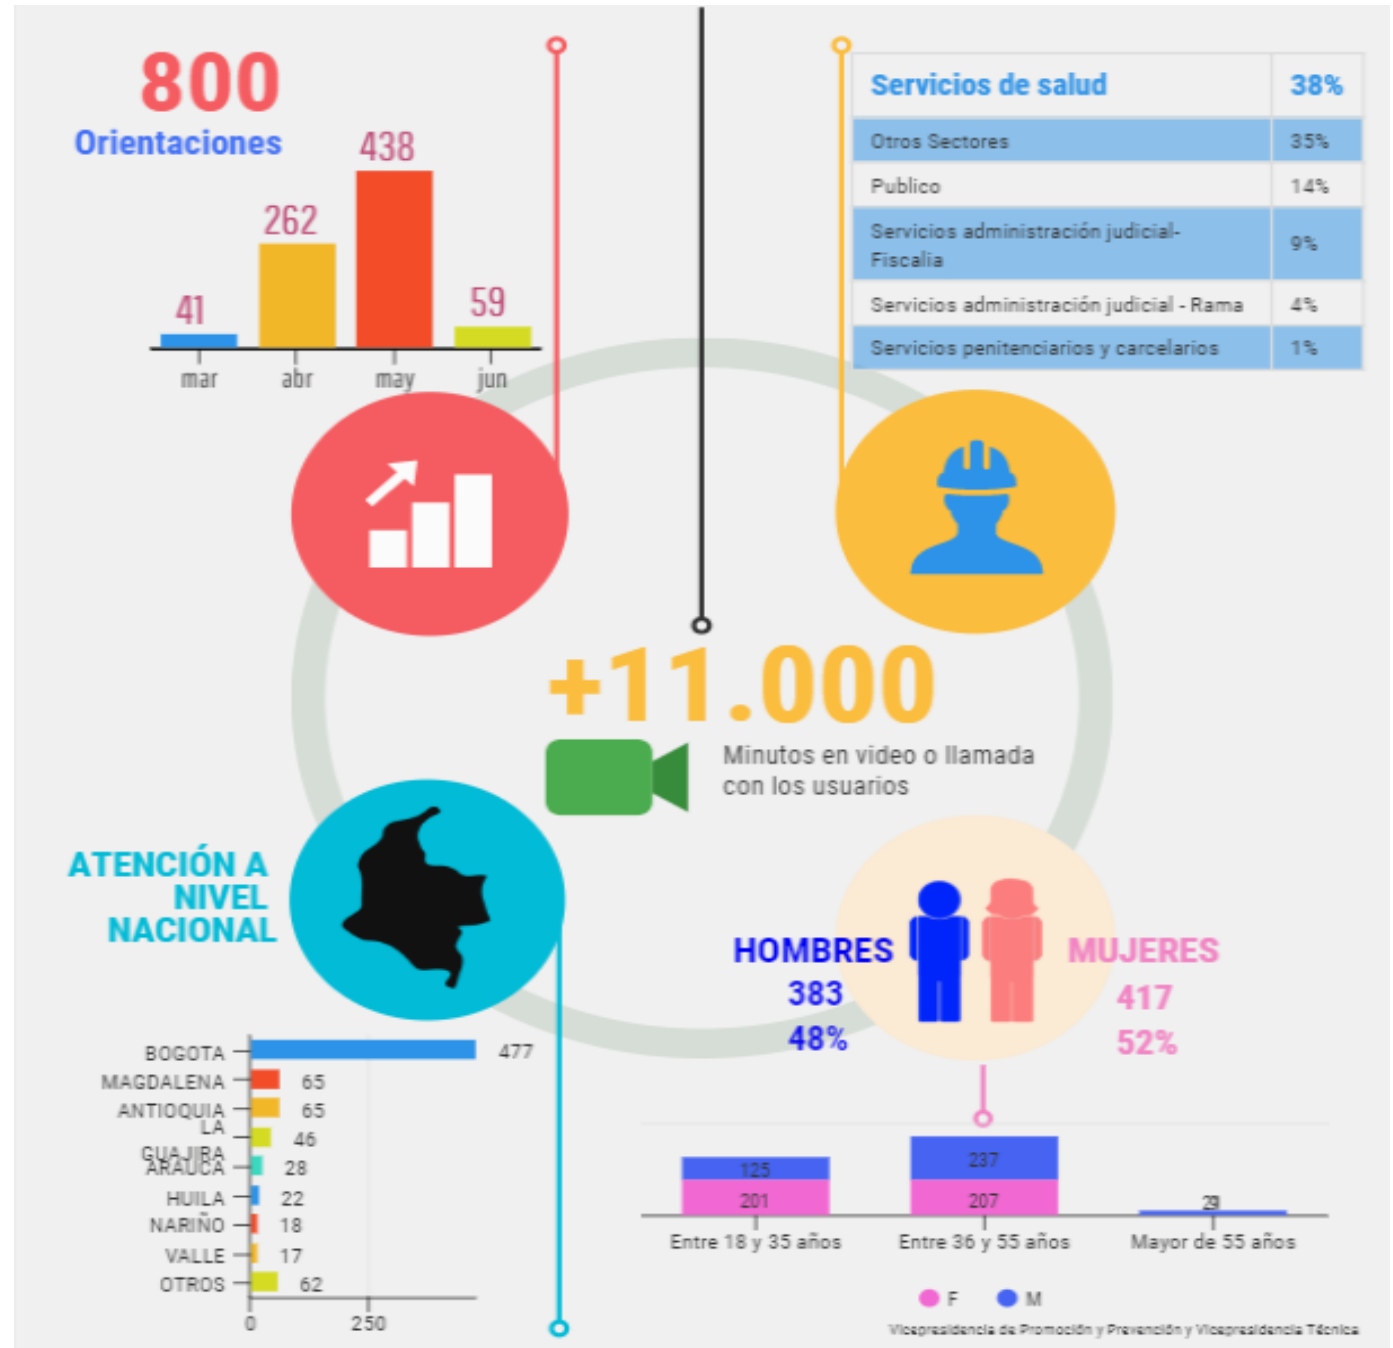 800
Orientaciones
438
262
41
59
mar
abr
may
jun
Servicios de salud 38%
Otros Sectores 35%
Publico 14%
Servicios administración judicial-
Fiscalia 9%
Servicios administración judicial - Rama 4%
Servicios penitenciarios y carcelarios 1%
+11.000
Minutos en video o llamada
con los usuarios
ATENCIÓN A
NIVEL
NACIONAL
HOMBRES
383
48%
MUJERES
417
52%
BOGOTA 477
MAGDALENA 65
ANTIOQUIA 65
LA
GUAJIRA 46
ARAUCA 28
HUILA 22
NARIÑO 18
VALLE 17
OTROS 62
0 250
125
201
237
207
Entre 18 y 35 años
Entre 36 y 55 años
Mayor de 55 años
F M
Vicepresidencia de Promoción y Prevención y Vicepresidencia Técnica